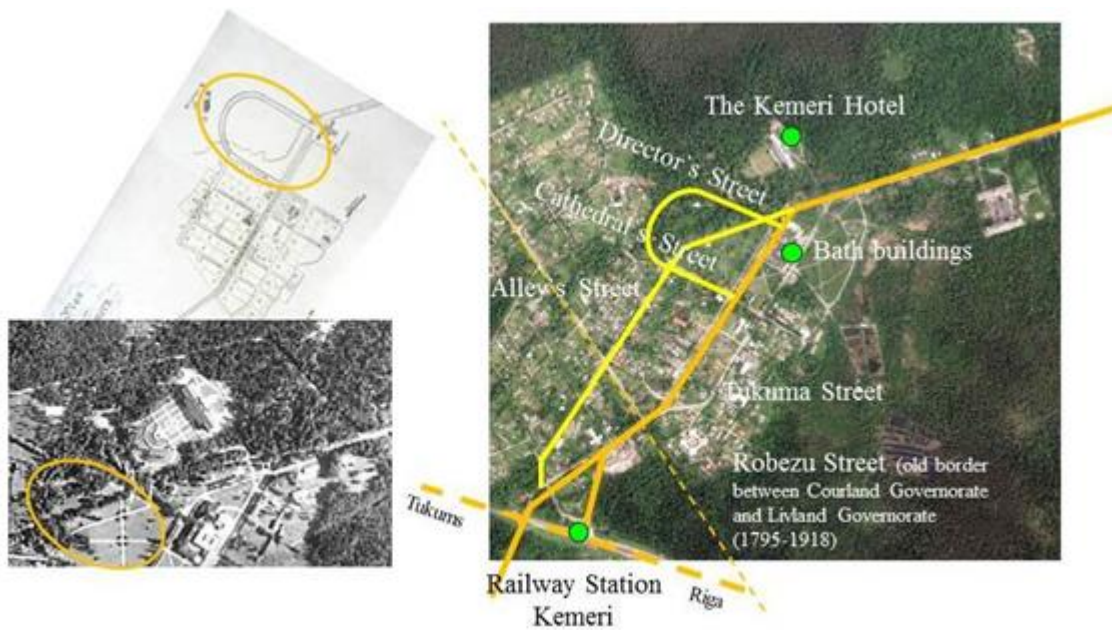 The Kemeri Hotel
Director's Street
Cathedral's Street
Bath buildings
Alley's Street
Tukuma Street
Robezu Street (old border
between Courland Governorate
and Livland Governorate
(1795-1918)
Tukums
Riga
Railway Station
Kemeri